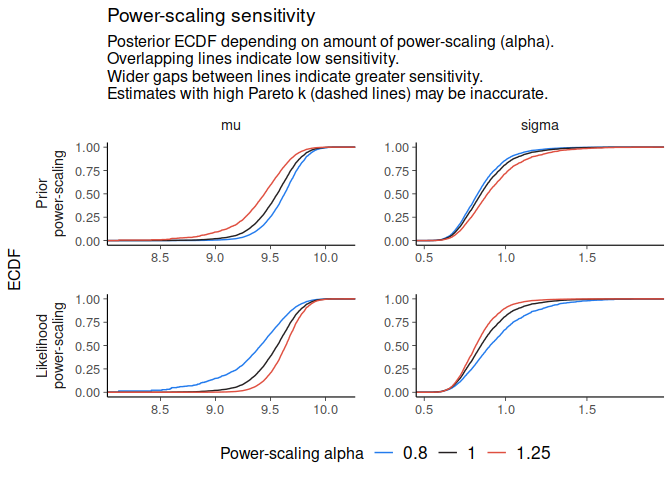 Power-scaling sensitivity
Posterior ECDF depending on amount of power-scaling (alpha).
Overlapping lines indicate low sensitivity.
Wider gaps between lines indicate greater sensitivity.
Estimates with high Pareto k (dashed lines) may be inaccurate.
mu
sigma
ECDF
Prior
power-scaling
1.00
0.75
0.50
0.25
0.00
8.5 9.0 9.5 10.0
1.00
0.75
0.50
0.25
0.00
0.5 1.0 1.5
Likelihood
power-scaling
1.00
0.75
0.50
0.25
0.00
8.5 9.0 9.5 10.0
1.00
0.75
0.50
0.25
0.00
0.5 1.0 1.5
Power-scaling alpha 0.8 1 1.25